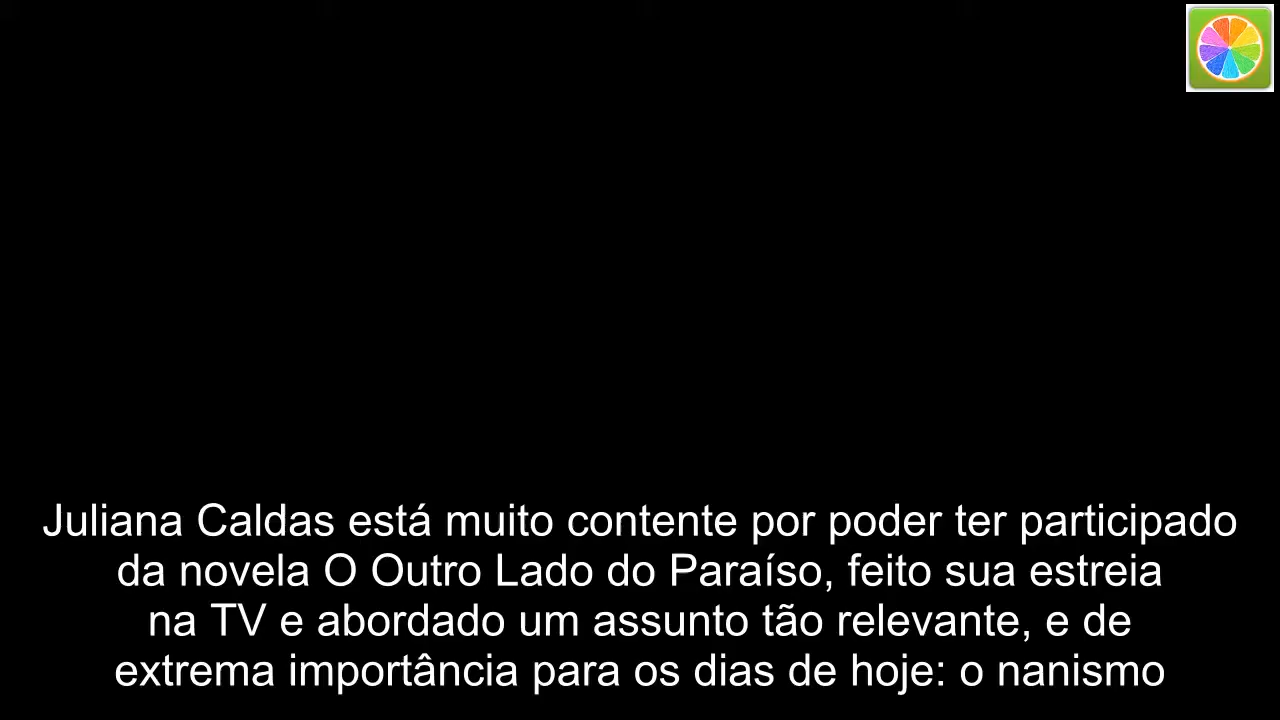 Juliana Caldas está muito contente por poder ter participado
da novela O Outro Lado do Paraíso, feito sua estreia
na TV e abordado um assunto tão relevante, e de
extrema importância para os dias de hoje: o nanismo